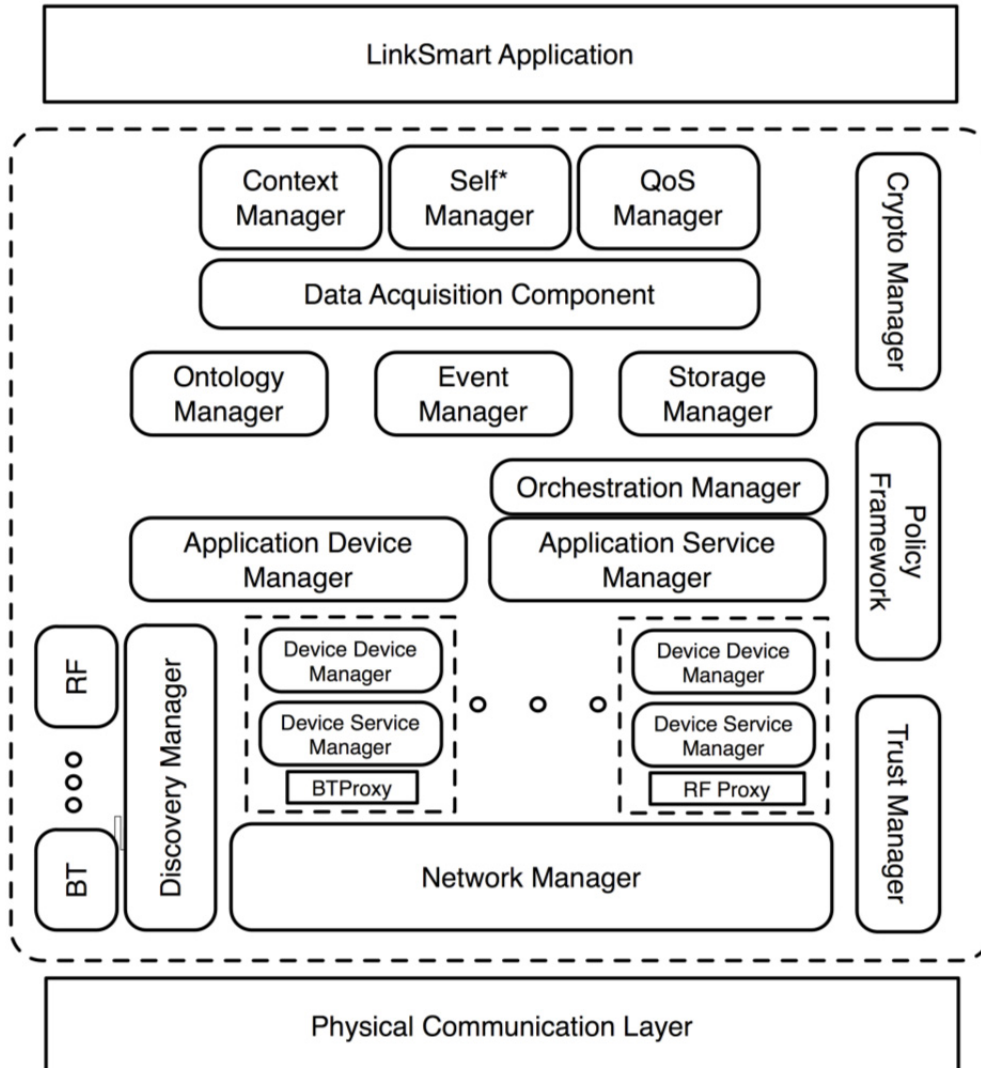 LinkSmart Application
Context
Manager
Self*
Manager
QoS
Manager
Crypto Manager
Data Acquisition Component
Ontology
Manager
Event
Manager
Storage
Manager
Orchestration Manager
Policy
Framework
Application Device
Manager
Application Service
Manager
RF
Discovery Manager
Device Device
Manager
Device Service
Manager
BTProxy
Device Device
Manager
Device Service
Manager
RF Proxy
Trust Manager
BT
Network Manager
Physical Communication Layer